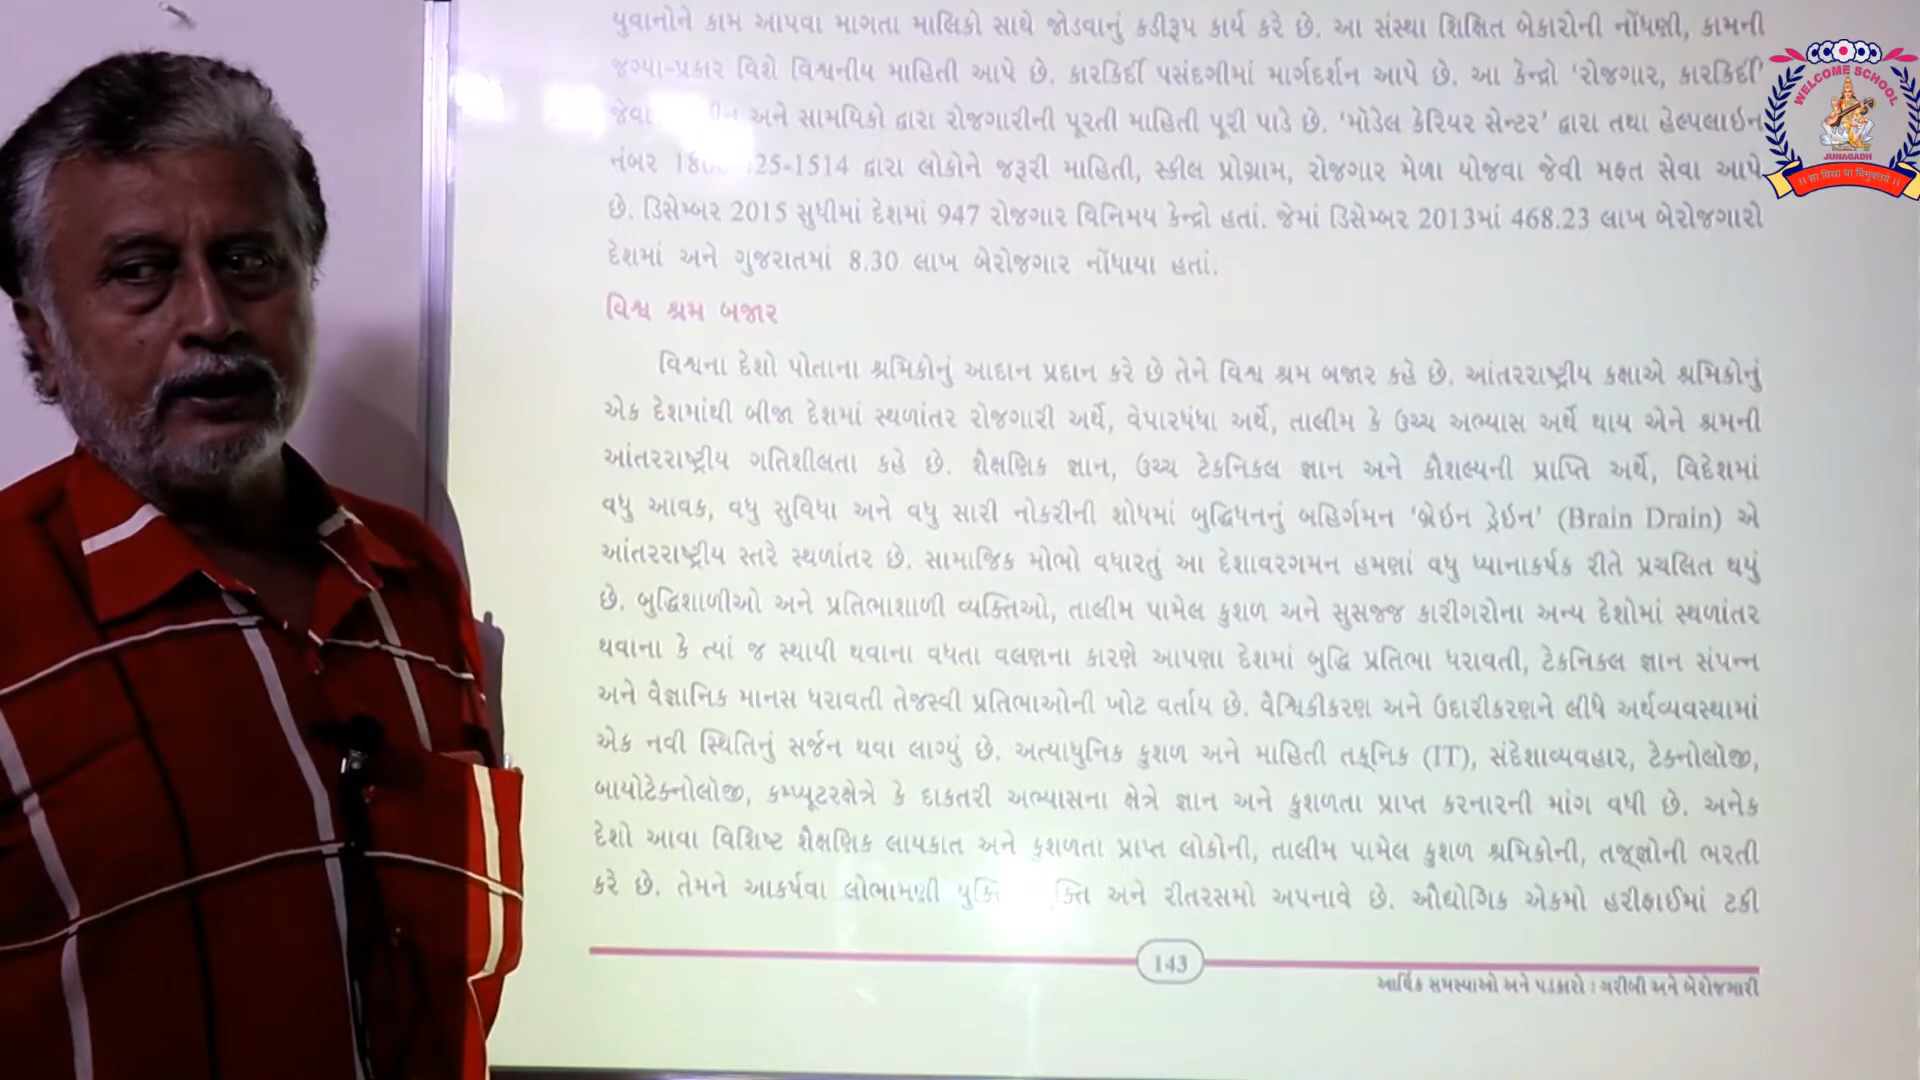 યુવાનોને કામ આપવા માગતા માલિકો સાથે જોડવાનું કડીરૂપ કાર્ય કરે છે. આ સંસ્થા શિક્ષિત બેકારોની નોંધણી, કામની
જગ્યા-પ્રકાર વિશે વિશ્વનીય માહિતી આપે છે. કારકિર્દી પસંદગીમાં માર્ગદર્શન આપે છે. આ કેન્દ્રો ‘રોજગાર, કારકિર્દી’
જેવા અને સામયિકો દ્વારા રોજગારીની પૂરતી માહિતી પૂરી પાડે છે. ‘મૉડેલ કેરિયર સેન્ટર’ દ્વારા તથા હેલ્પલાઇન
નંબર 25-1514 દ્વારા લોકોને જરૂરી માહિતી, સ્કીલ પ્રોગ્રામ, રોજગાર મેળા યોજવા જેવી મફત સેવા આપે
છે. ડિસેમ્બર 2015 સુધીમાં દેશમાં 947 રોજગાર વિનિમય કેન્દ્રો હતાં. જેમાં ડિસેમ્બર 2013માં 468.23 લાખ બેરોજગારો
દેશમાં અને ગુજરાતમાં 8.30 લાખ બેરોજગાર નોંધાયા હતાં.
વિશ્વ શ્રમ બજાર
વિશ્વના દેશો પોતાના શ્રમિકોનું આદાન પ્રદાન કરે છે તેને વિશ્વ શ્રમ બજાર કહે છે. આંતરરાષ્ટ્રીય કક્ષાએ શ્રમિકોનું
એક દેશમાંથી બીજા દેશમાં સ્થળાંતર રોજગારી અર્થે, વેપારધંધા અર્થે, તાલીમ કે ઉચ્ચ અભ્યાસ અર્થે થાય એને શ્રમની
આંતરરાષ્ટ્રીય ગતિશીલતા કહે છે. શૈક્ષણિક જ્ઞાન, ઉચ્ચ ટેકનિકલ જ્ઞાન અને કૌશલ્યની પ્રાપ્તિ અર્થે, વિદેશમાં
વધુ આવક, વધુ સુવિધા અને વધુ સારી નોકરીની શોધમાં બુદ્ધિધનનું બહિર્ગમન ‘બ્રેઇન ડ્રેઇન’ (Brain Drain) એ
આંતરરાષ્ટ્રીય સ્તરે સ્થળાંતર છે. સામાજિક મોભો વધારતું આ દેશાવરગમન હમણાં વધુ ધ્યાનાકર્ષક રીતે પ્રચલિત થયું
છે. બુદ્ધિશાળીઓ અને પ્રતિભાશાળી વ્યક્તિઓ, તાલીમ પામેલ કુશળ અને સુસજ્જ કારીગરોના અન્ય દેશોમાં સ્થળાંતર
થવાના કે ત્યાં જ સ્થાયી થવાના વધતા વલણના કારણે આપણા દેશમાં બુદ્ધિ પ્રતિભા ધરાવતી, ટેકનિકલ જ્ઞાન સંપન્ન
અને વૈજ્ઞાનિક માનસ ધરાવતી તેજસ્વી પ્રતિભાઓની ખોટ વર્તાય છે. વૈશ્વિકીકરણ અને ઉદારીકરણને લીધે અર્થવ્યવસ્થામાં
એક નવી સ્થિતિનું સર્જન થવા લાગ્યું છે. અત્યાધુનિક કુશળ અને માહિતી તક્નિક (IT), સંદેશાવ્યવહાર, ટેક્નોલૉજી,
બાયોટેક્નોલૉજી, કમ્પ્યૂટરક્ષેત્રે કે દાકતરી અભ્યાસના ક્ષેત્રે જ્ઞાન અને કુશળતા પ્રાપ્ત કરનારની માંગ વધી છે. અનેક
દેશો આવા વિશિષ્ટ શૈક્ષણિક લાયકાત અને કુશળતા પ્રાપ્ત લોકોની, તાલીમ પામેલ કુશળ શ્રમિકોની, તજ્જ્ઞોની ભરતી
કરે છે. તેમને આકર્ષવા લોભામણી અને રીતરસમો અપનાવે છે. ઔદ્યોગિક એકમો હરીફાઈમાં ટકી
143
આર્થિક સમસ્યાઓ અને પડકારો : ગરીબી અને બેરોજગારી
WELCOME SCHOOL
JUNAGADH
॥ सा विद्या या विमुक्तये ॥